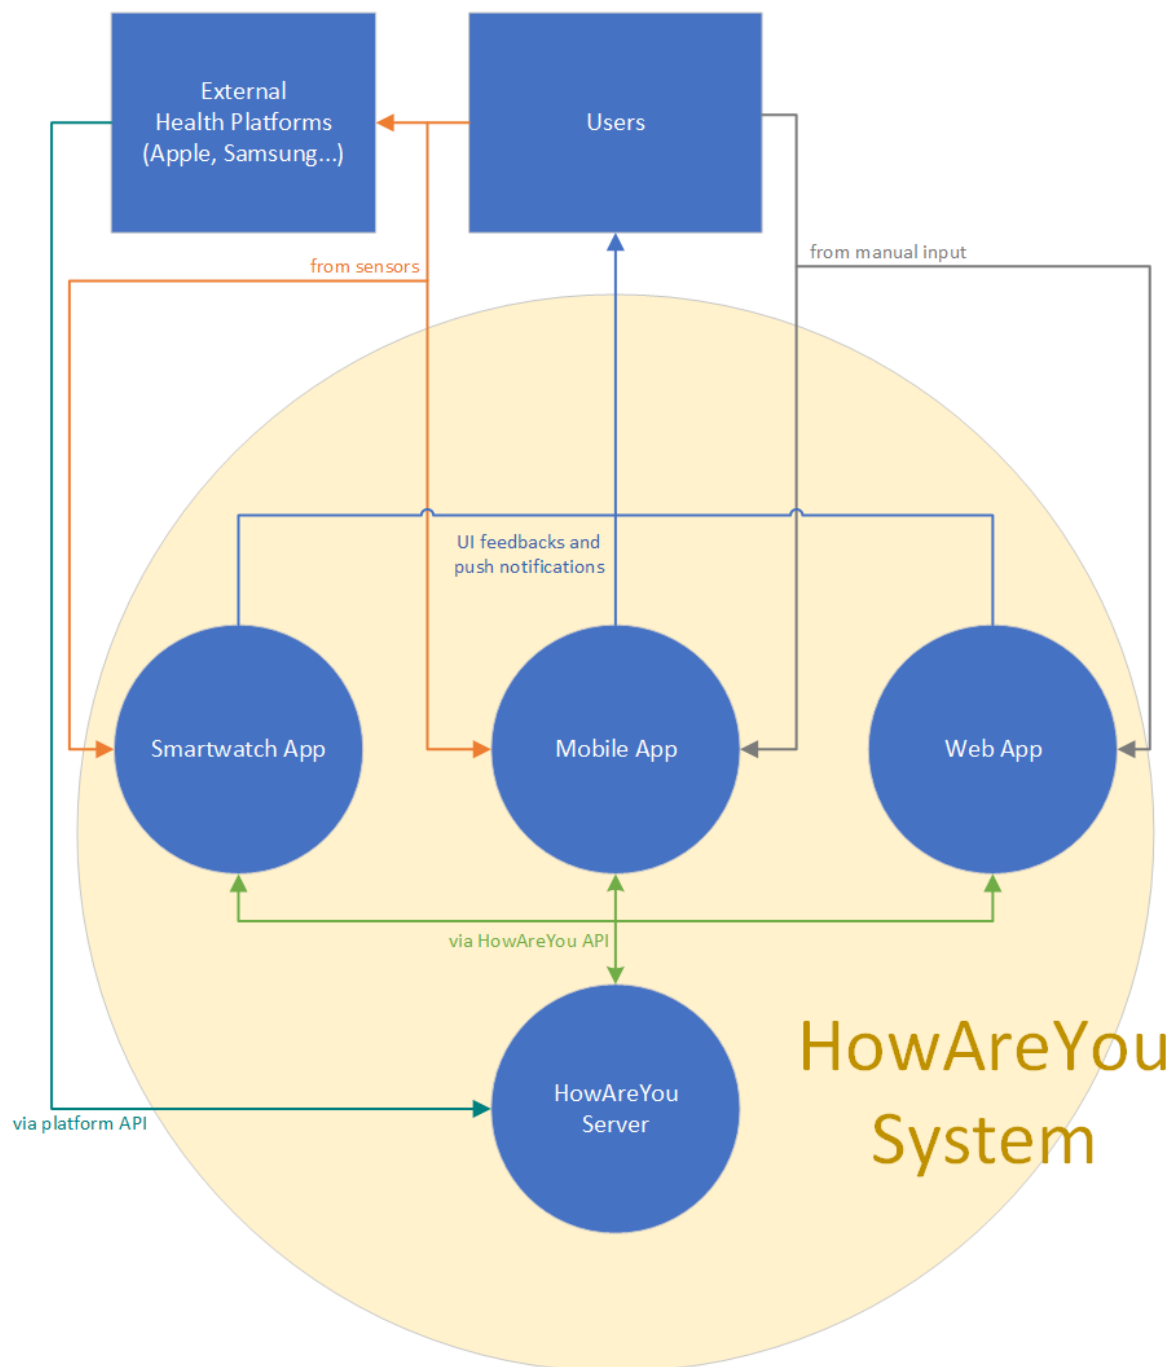 External
Health Platforms
(Apple, Samsung...)
Users
from sensors
from manual input
UI feedbacks and
push notifications
Smartwatch App
Mobile App
Web App
via HowAreYou API
HowAreYou
Server
via platform API
HowAreYou
System